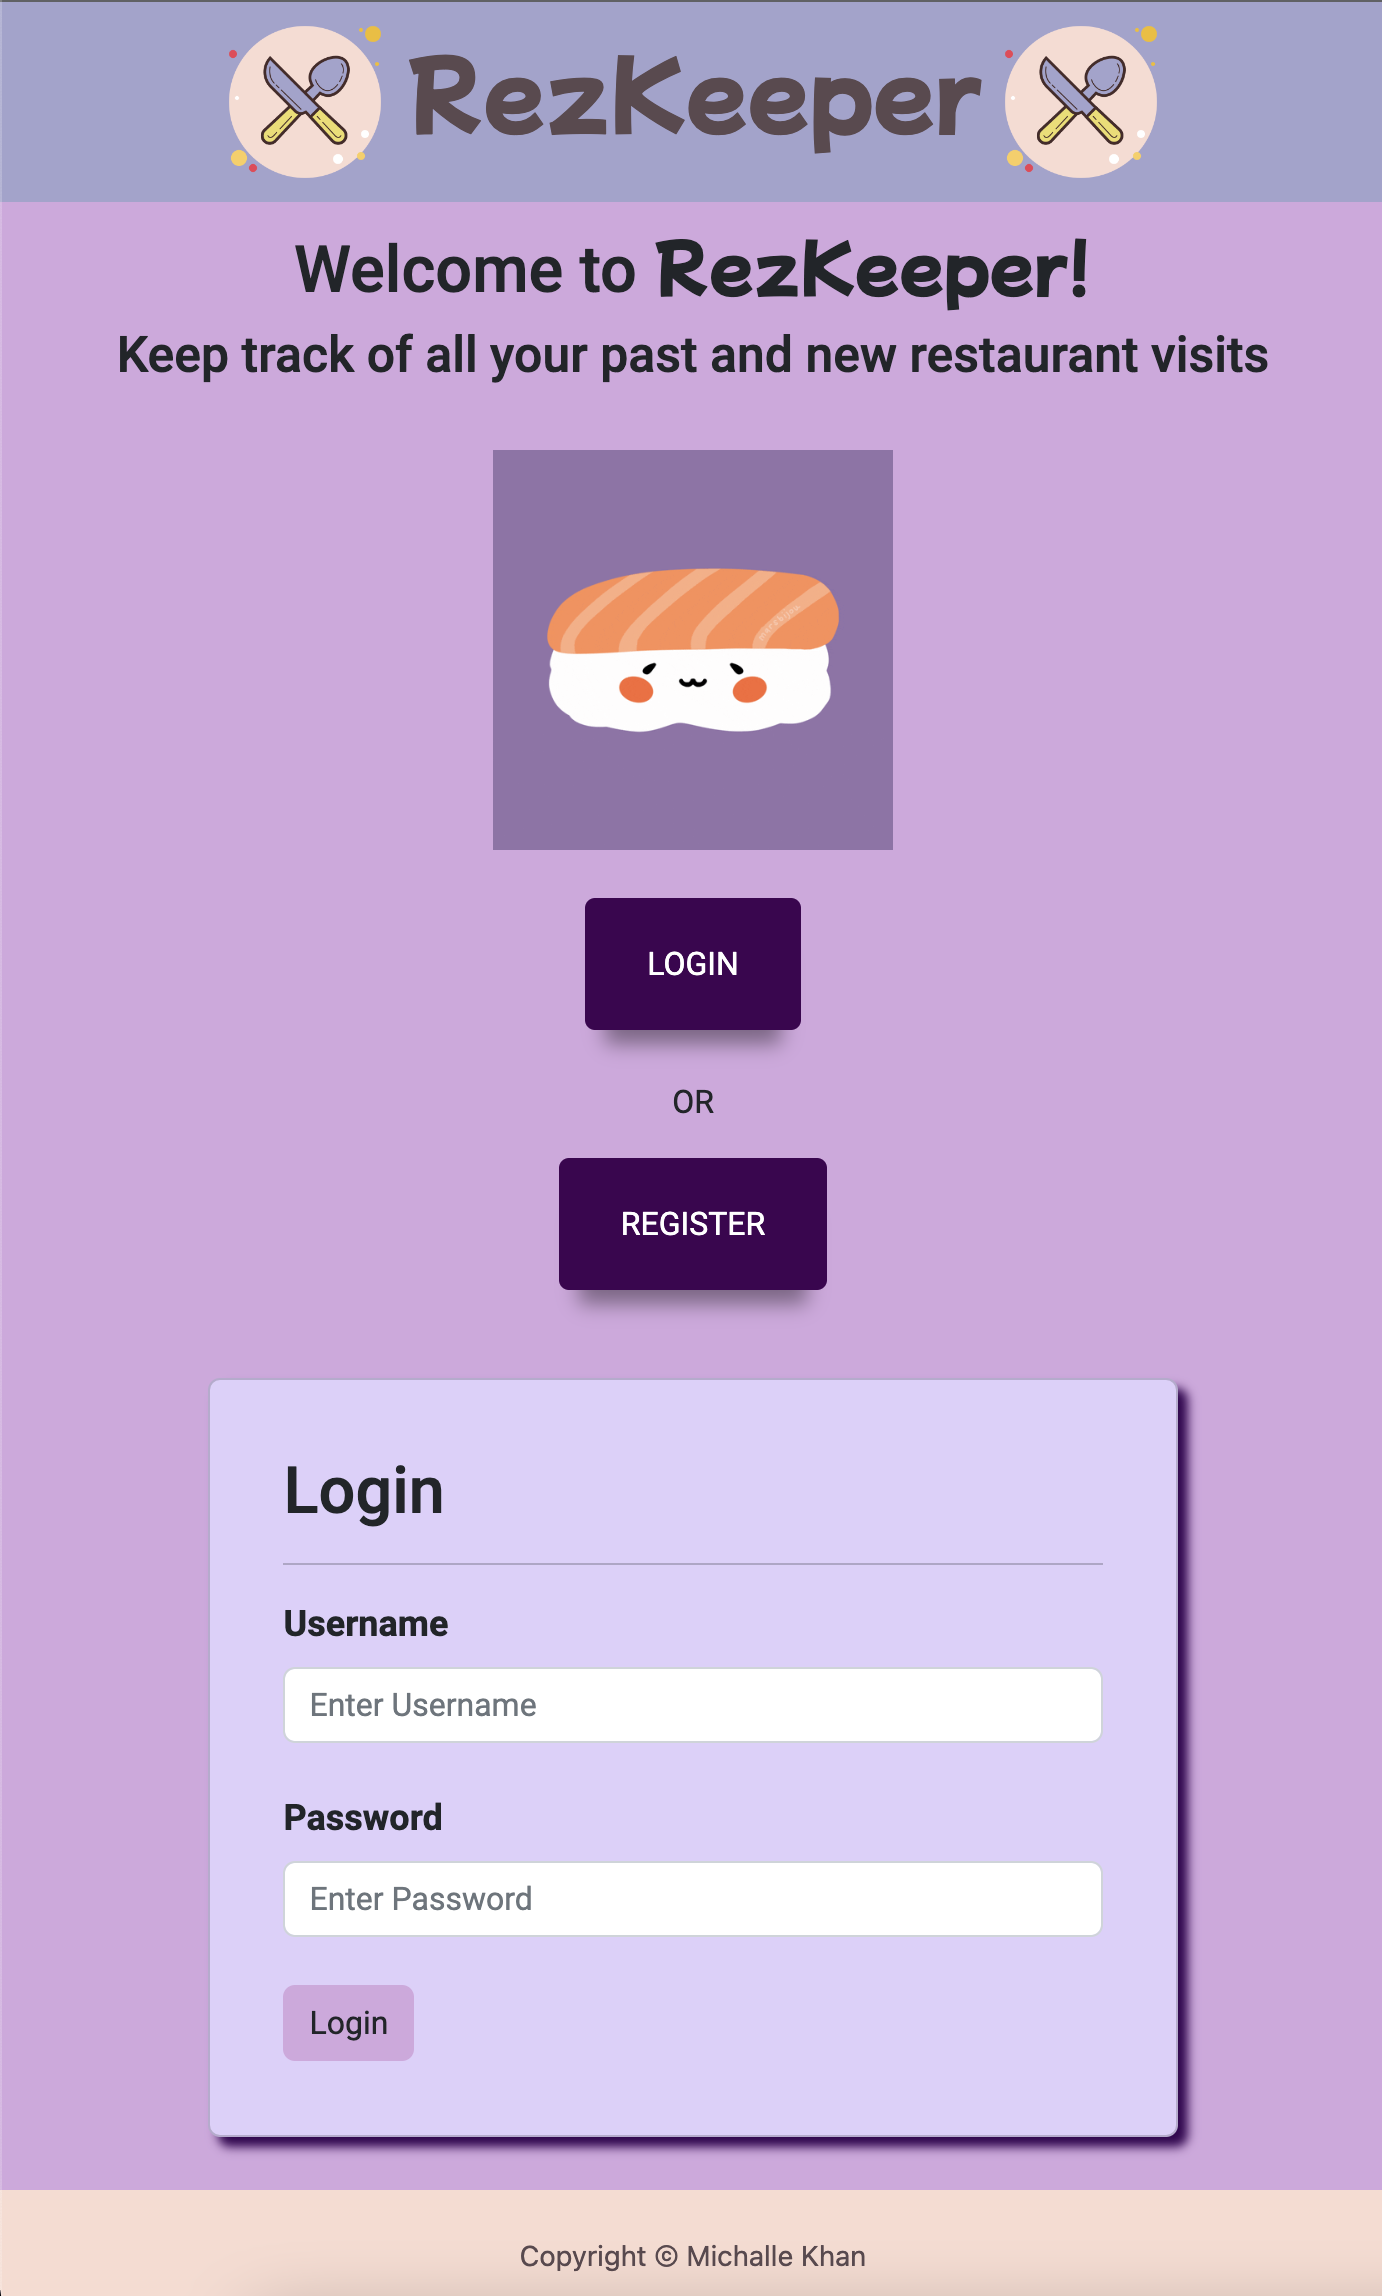 RezKeeper
Welcome to RezKeeper!
Keep track of all your past and new restaurant visits
LOGIN
OR
REGISTER
Login
Username
Enter Username
Password
Enter Password
Login
Copyright © Michalle Khan